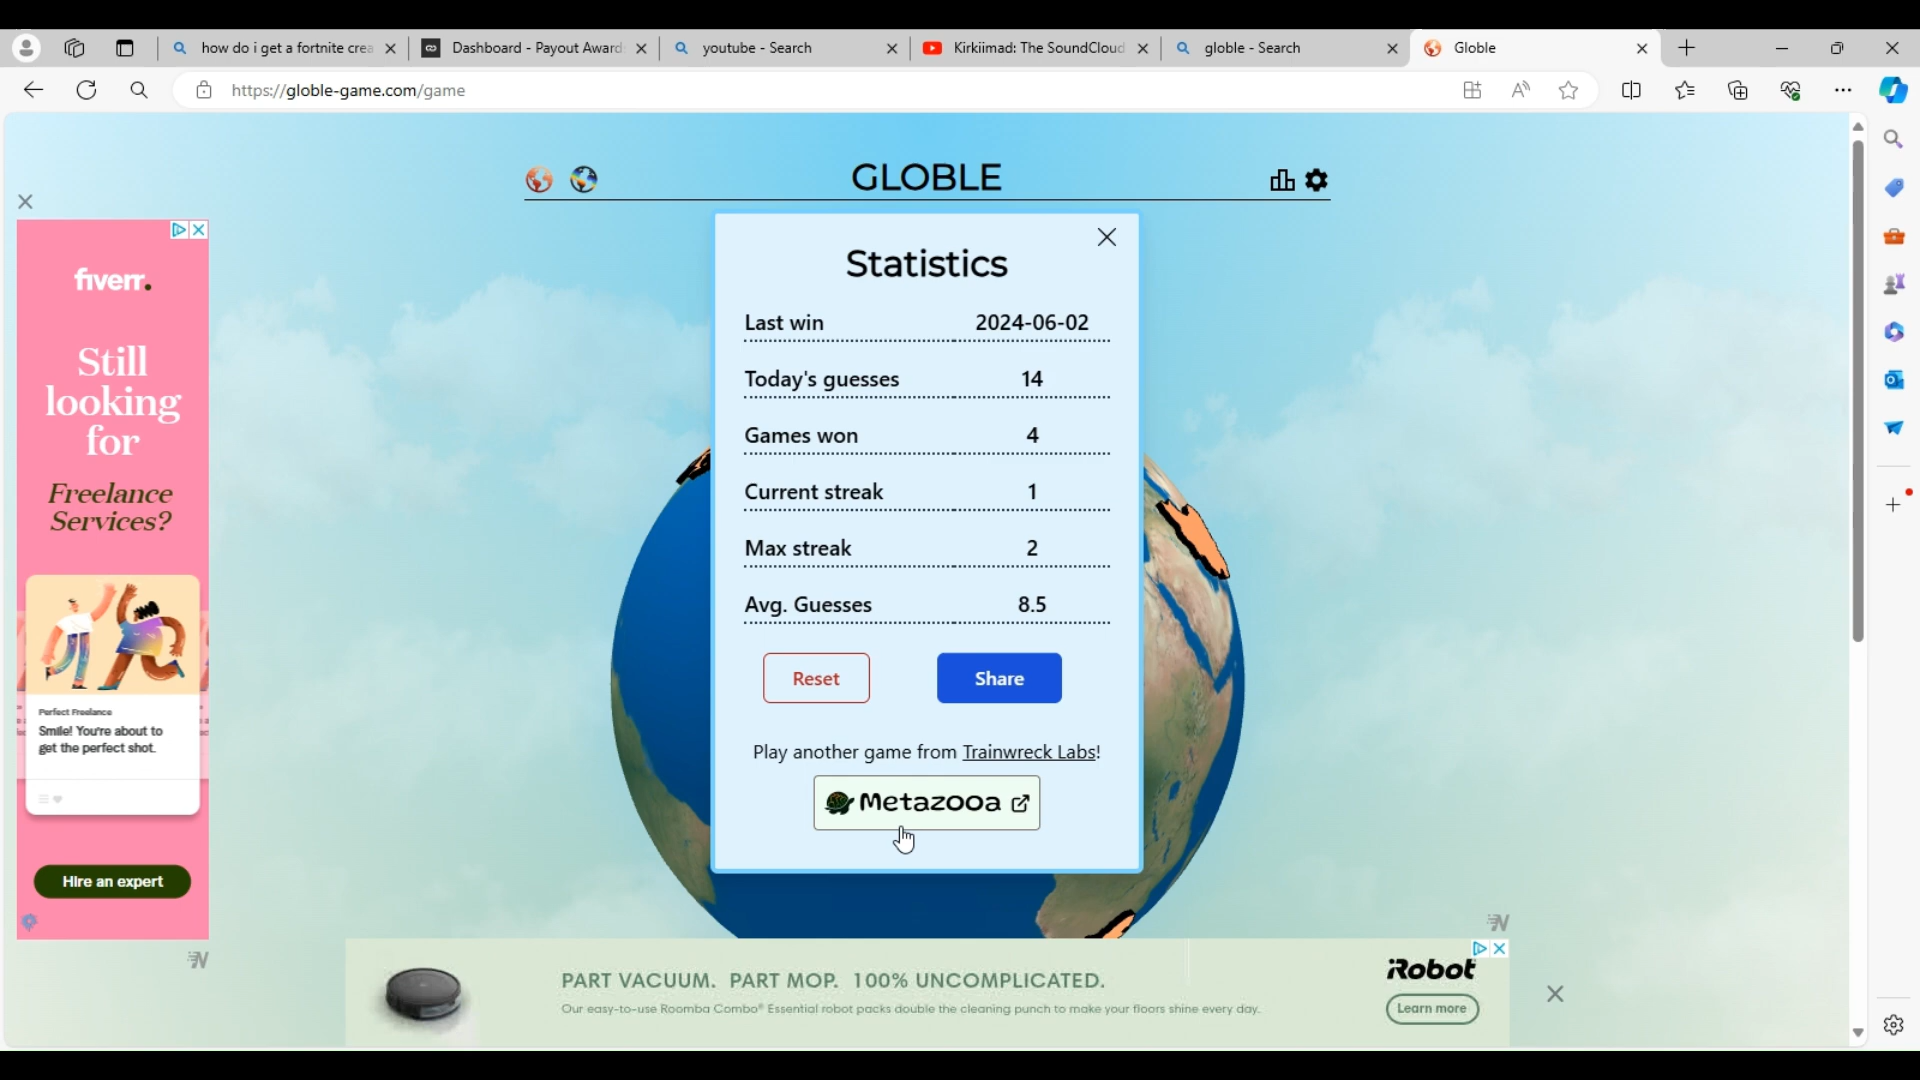 how do i get a fortnite crea
Dashboard - Payout Award
youtube - Search
Kirkiimad: The SoundCloud
globle - Search
Globle
https://globle-game.com/game
GLOBLE
Statistics
Last win 2024-06-02
Today's guesses 14
Games won 4
Current streak 1
Max streak 2
Avg. Guesses 8.5
Reset
Share
Play another game from Trainwreck Labs!
Metazooa
fiverr.
Still
looking
for
Freelance
Services?
Perfect Freelance
Smile! You're about to
get the perfect shot.
Hire an expert
PART VACUUM. PART MOP. 100% UNCOMPLICATED.
Our easy-to-use Roomba Combo® Essential robot packs double the cleaning punch to make your floors shine every day.
iRobot
Learn more